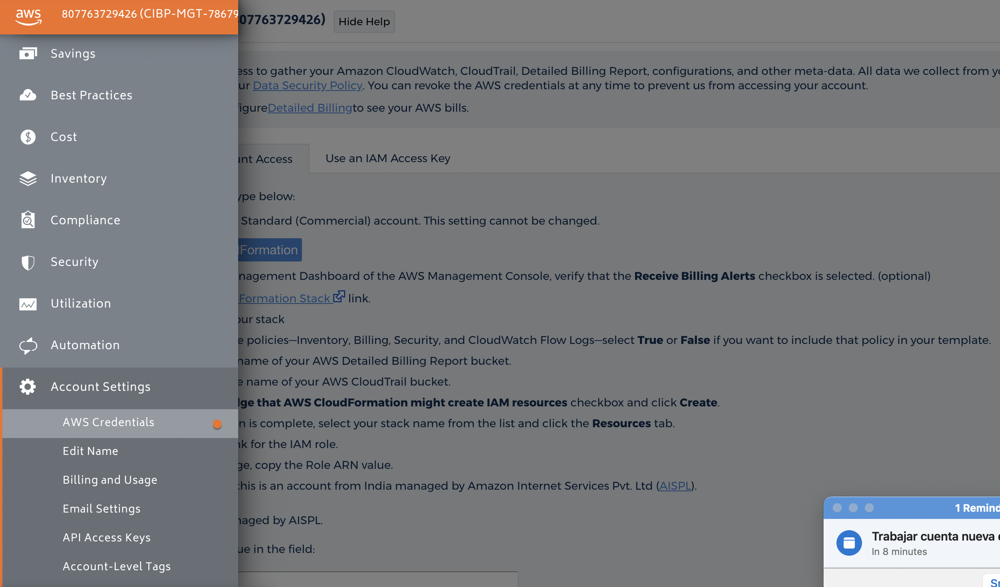 aws
807763729426 (CIBP-MGT-78679
Savings
Best Practices
Cost
Inventory
Compliance
Security
Utilization
Automation
Account Settings
AWS Credentials
Edit Name
Billing and Usage
Email Settings
API Access Keys
Account-Level Tags
07763729426)
Hide Help
ess to gather your Amazon CloudWatch, CloudTrail, Detailed Billing Report, configurations, and other meta-data. All data we collect from yo
ur Data Security Policy. You can revoke the AWS credentials at any time to prevent us from accessing your account.
figureDetailed Billingto see your AWS bills.
unt Access
Use an IAM Access Key
ype below:
Standard (Commercial) account. This setting cannot be changed.
Formation
nagement Dashboard of the AWS Management Console, verify that the Receive Billing Alerts checkbox is selected. (optional)
Formation Stack link.
our stack
e policies—Inventory, Billing, Security, and CloudWatch Flow Logs—select True or False if you want to include that policy in your template.
name of your AWS Detailed Billing Report bucket.
e name of your AWS CloudTrail bucket.
dge that AWS CloudFormation might create IAM resources checkbox and click Create.
n is complete, select your stack name from the list and click the Resources tab.
nk for the IAM role.
ge, copy the Role ARN value.
this is an account from India managed by Amazon Internet Services Pvt. Ltd (AISPL).
naged by AISPL.
ue in the field:
1 Remind
Trabajar cuenta nueva
In 8 minutes